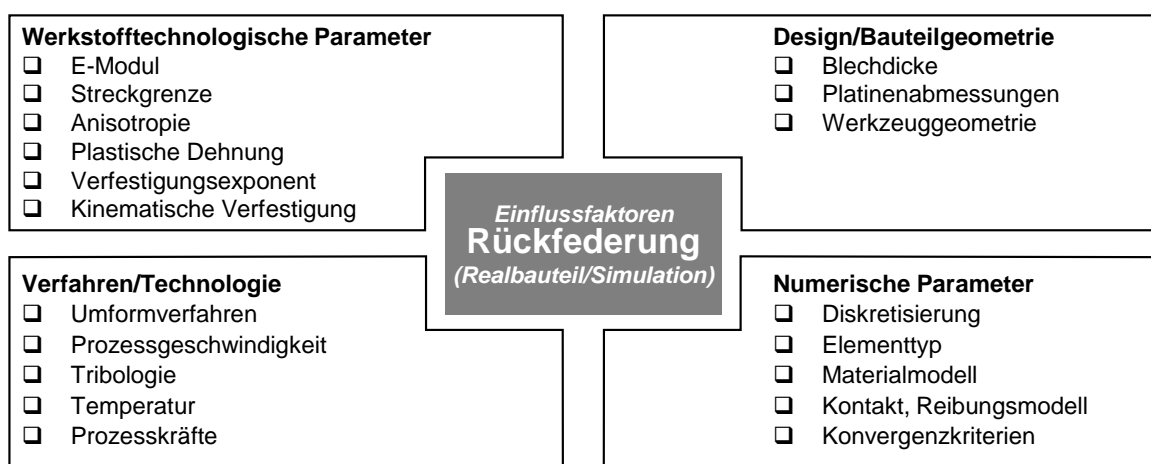 Werkstofftechnologische Parameter
❑ E-Modul
❑ Streckgrenze
❑ Anisotropie
❑ Plastische Dehnung
❑ Verfestigungsexponent
❑ Kinematische Verfestigung
Design/Bauteilgeometrie
❑ Blechdicke
❑ Platinenabmessungen
❑ Werkzeuggeometrie
Einflussfaktoren
Rückfederung
(Realbauteil/Simulation)
Verfahren/Technologie
❑ Umformverfahren
❑ Prozessgeschwindigkeit
❑ Tribologie
❑ Temperatur
❑ Prozesskräfte
Numerische Parameter
❑ Diskretisierung
❑ Elementtyp
❑ Materialmodell
❑ Kontakt, Reibungsmodell
❑ Konvergenzkriterien